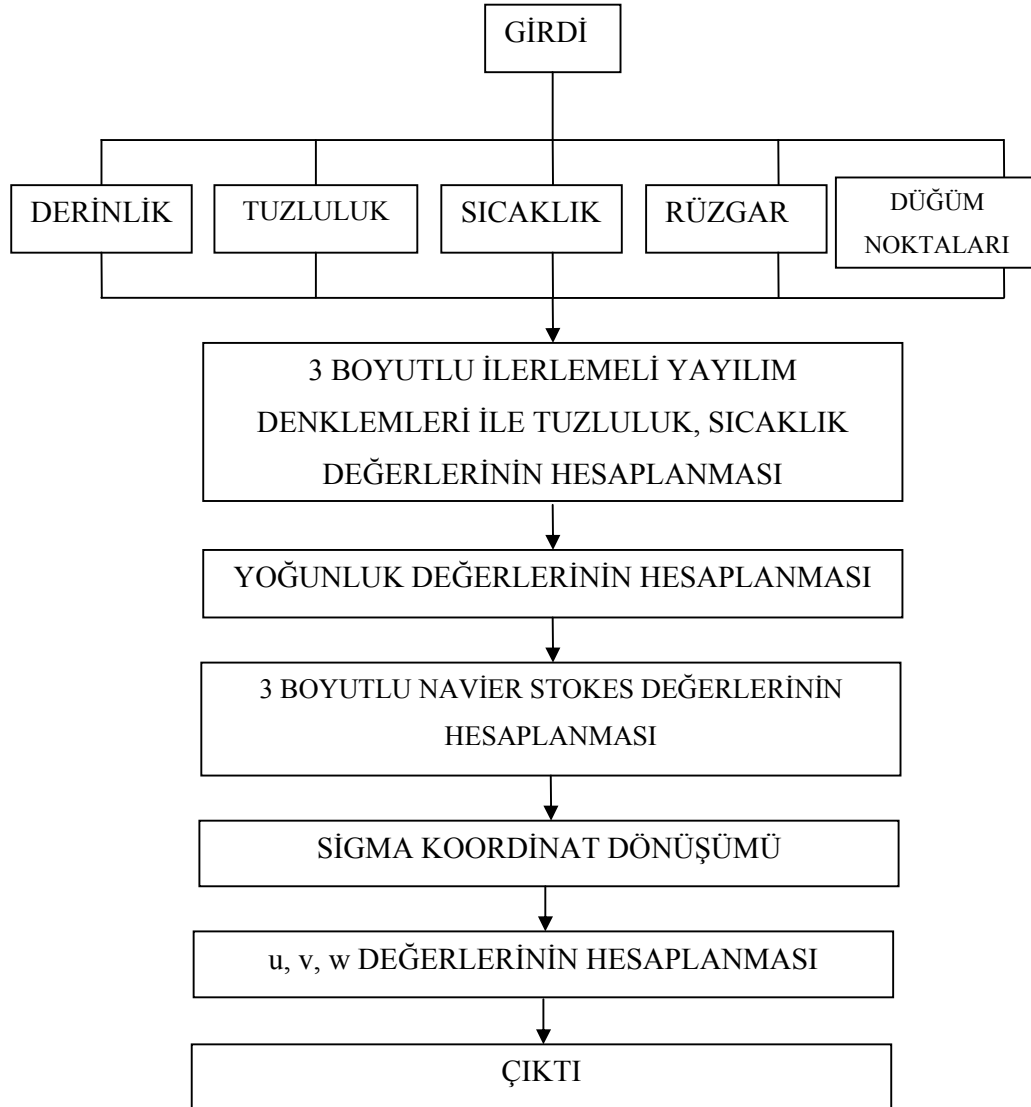 GİRDİ
DERİNLİK
TUZLULUK
SICAKLIK
RÜZGAR
DÜĞÜM
NOKTALARI
3 BOYUTLU İLERLEMELİ YAYILIM
DENKLEMLERİ İLE TUZLULUK, SICAKLIK
DEĞERLERİNİN HESAPLANMASI
YOĞUNLUK DEĞERLERİNİN HESAPLANMASI
3 BOYUTLU NAVİER STOKES DEĞERLERİNİN
HESAPLANMASI
SİGMA KOORDİNAT DÖNÜŞÜMÜ
u, v, w DEĞERLERİNİN HESAPLANMASI
ÇIKTI